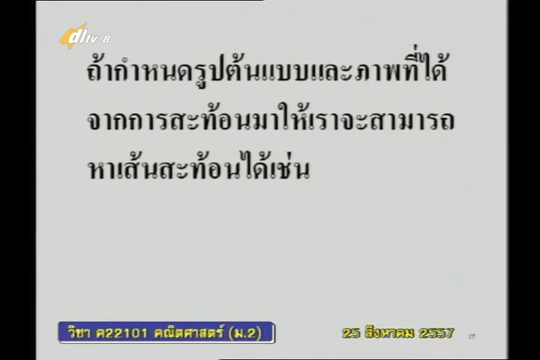 dltv 8
ถ้ากำหนดรูปต้นแบบและภาพที่ได้
จากการสะท้อนมาให้เราจะสามารถ
หาเส้นสะท้อนได้เช่น
วิชา ค22101 คณิตศาสตร์ (ม.2)
25 สิงหาคม 2557
17